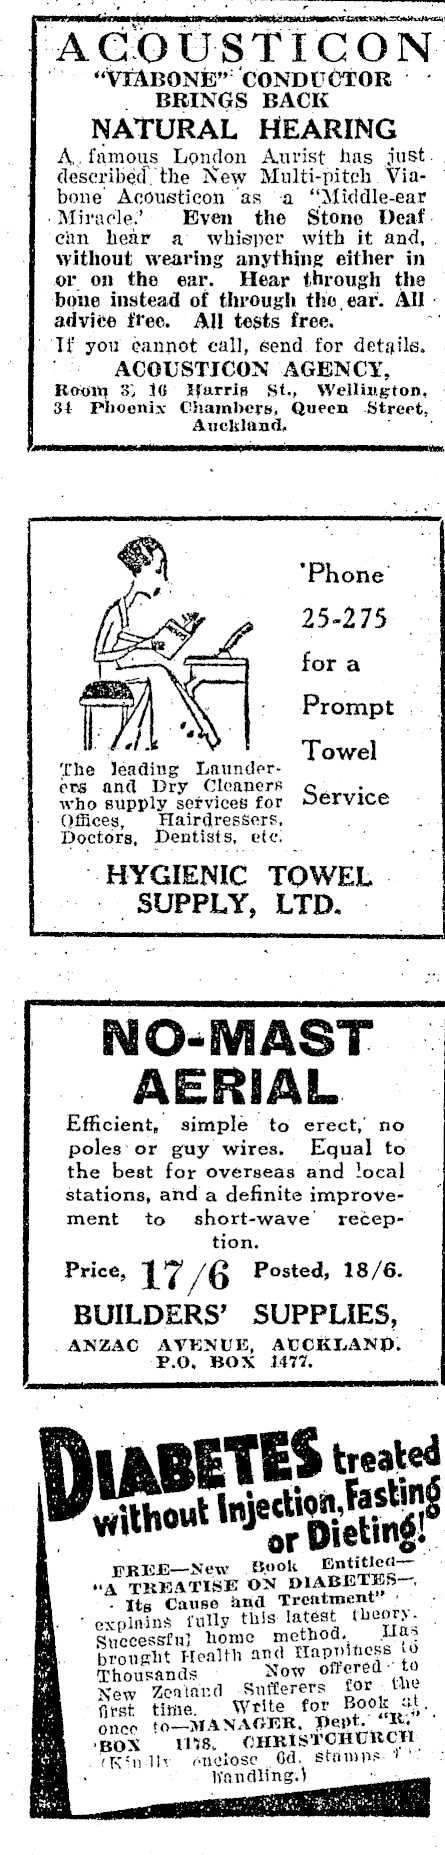 ACOUSTICON
"VIABONE" CONDUCTOR
BRINGS BACK
NATURAL HEARING
A famous London Aurist has just
described the New Multi-pitch Via-
bone Acousticon as a "Middle-ear
Miracle.' Even the Stone Deaf
can hear a whisper with it and,
without wearing anything either in
or on the ear. Hear through the
bone instead of through the ear. All
advice free. All tests free.
If you cannot call, send for details.
ACOUSTICON AGENCY,
Room 3, 16 Harris St., Wellington.
34 Phoenix Chambers, Queen Street,
Auckland.
'Phone
25-275
for a
Prompt
Towel
Service
The leading Launder-
ers and Dry Cleaners
who supply services for
Offices, Hairdressers,
Doctors, Dentists, etc.
HYGIENIC TOWEL
SUPPLY, LTD.
NO-MAST
AERIAL
Efficient, simple to erect, no
poles or guy wires. Equal to
the best for overseas and local
stations, and a definite improve-
ment to short-wave recep-
tion.
Price, 17/6 Posted, 18/6.
BUILDERS' SUPPLIES,
ANZAC AVENUE, AUCKLAND.
P.O. BOX 1477.
DIABETES treated
without Injection, Fasting
or Dieting!
FREE—New Book Entitled—
"A TREATISE ON DIABETES—
Its Cause and Treatment"
explains fully this latest theory.
Successful home method. Has
brought Health and Happiness to
Thousands Now offered to
New Zealand Sufferers for the
first time. Write for Book at
once to—MANAGER, Dept. "R,"
BOX 1178, CHRISTCHURCH
(Kindly enclose 6d. stamps
handling.)